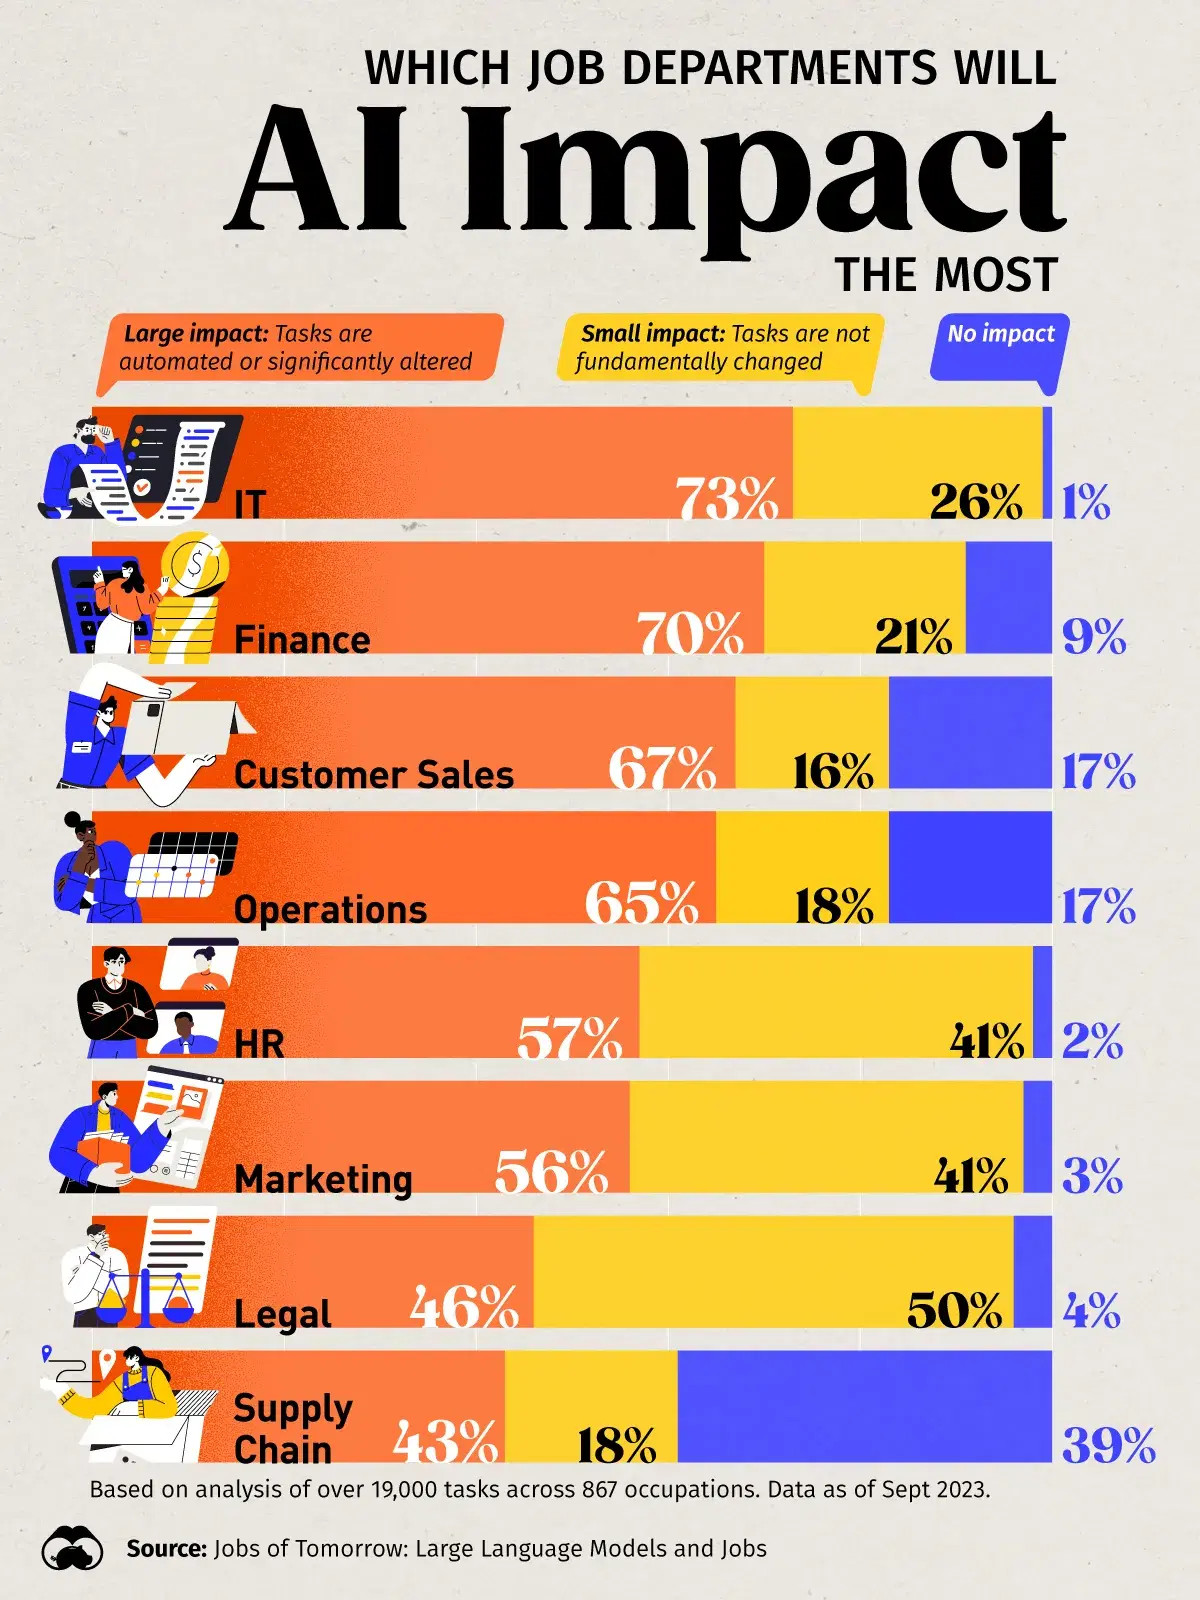 WHICH JOB DEPARTMENTS WILL
AI Impact
THE MOST
Large impact: Tasks are
automated or significantly altered
Small impact: Tasks are not
fundamentally changed
No impact
IT 73% 26% 1%
Finance 70% 21% 9%
Customer Sales 67% 16% 17%
Operations 65% 18% 17%
HR 57% 41% 2%
Marketing 56% 41% 3%
Legal 46% 50% 4%
Supply
Chain 43% 18% 39%
Based on analysis of over 19,000 tasks across 867 occupations. Data as of Sept 2023.
Source: Jobs of Tomorrow: Large Language Models and Jobs